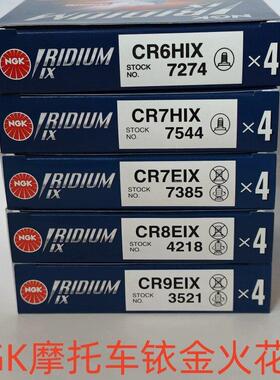 IRIDIUM
IX
NGK
IRIDIUM
IX
CR6HIX
STOCK
NO.
7274
×4
NGK
IRIDIUM
IX
CR7HIX
STOCK
NO.
7544
×4
NGK
IRIDIUM
IX
CR7EIX
STOCK
NO.
7385
×4
NGK
IRIDIUM
IX
CR8EIX
STOCK
NO.
4218
×4
NGK
IRIDIUM
IX
CR9EIX
STOCK
NO.
3521
×4
GK摩托车铱金火花